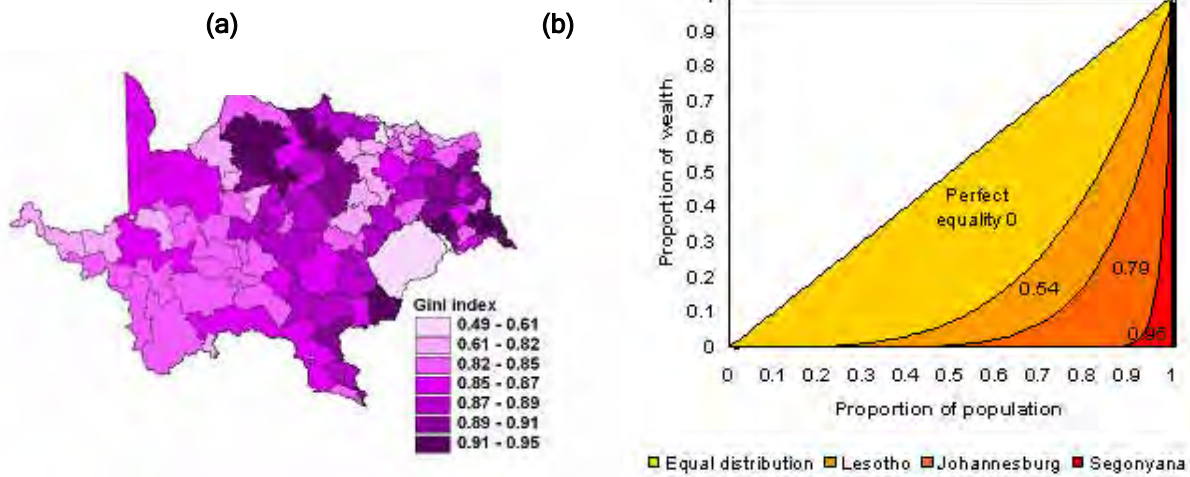 (a)
(b)
Gini index
0.49 - 0.61
0.61 - 0.82
0.82 - 0.85
0.85 - 0.87
0.87 - 0.89
0.89 - 0.91
0.91 - 0.95
Proportion of wealth
0.9
0.8
0.7
0.6
0.5
0.4
0.3
0.2
0.1
0
Perfect
equality 0
0.54
0.79
0.95
0 0.1 0.2 0.3 0.4 0.5 0.6 0.7 0.8 0.9 1
Proportion of population
Equal distribution Lesotho Johannesburg Segonyana